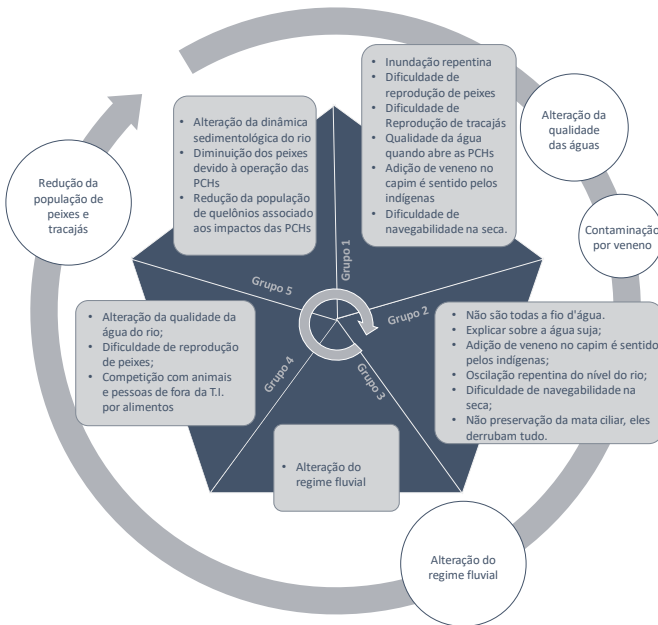 • Inundação repentina
• Dificuldade de
reprodução de peixes
• Dificuldade de
Reprodução de tracajás
• Qualidade da água
quando abre as PCHs
• Adição de veneno no
capim é sentido pelos
indígenas
• Dificuldade de
navegabilidade na seca.
• Alteração da dinâmica
sedimentológica do rio
• Diminuição dos peixes
devido à operação das
PCHs
• Redução da população
de quelônios associado
aos impactos das PCHs
Alteração da
qualidade
das águas
Redução da
população de
peixes e
tracajás
Contaminação
por veneno
Grupo 1
Grupo 5
Grupo 2
Grupo 4
Grupo 3
• Alteração da qualidade da
água do rio;
• Dificuldade de reprodução
de peixes;
• Competição com animais
e pessoas de fora da T.I.
por alimentos
• Não são todas a fio d'água.
• Explicar sobre a água suja;
• Adição de veneno no capim é sentido
pelos indígenas;
• Oscilação repentina do nível do rio;
• Dificuldade de navegabilidade na
seca;
• Não preservação da mata ciliar, eles
derrubam tudo.
• Alteração do
regime fluvial
Alteração do
regime fluvial